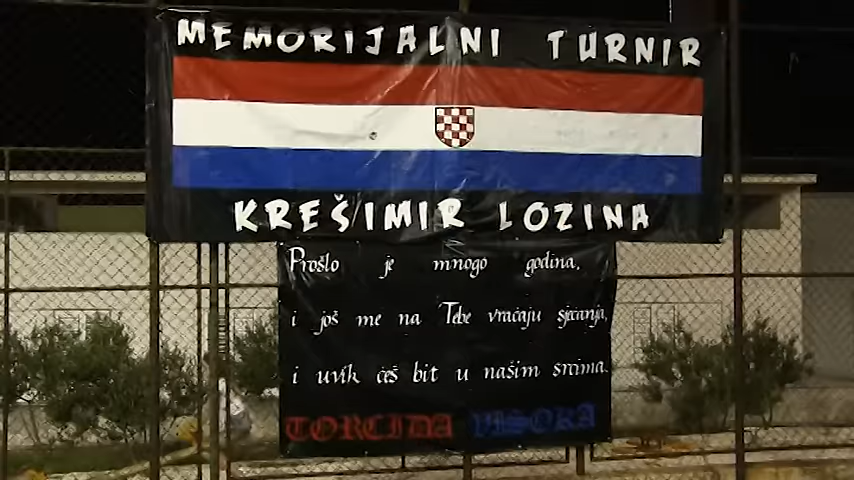 MEMORIJALNI TURNIR
KREŠIMIR LOZINA
Prošlo je mnogo godina,
i još me na Tebe vraćaju sjećanja,
i uvik ćeš bit u našim srcima.
TORCIDA VISOKA